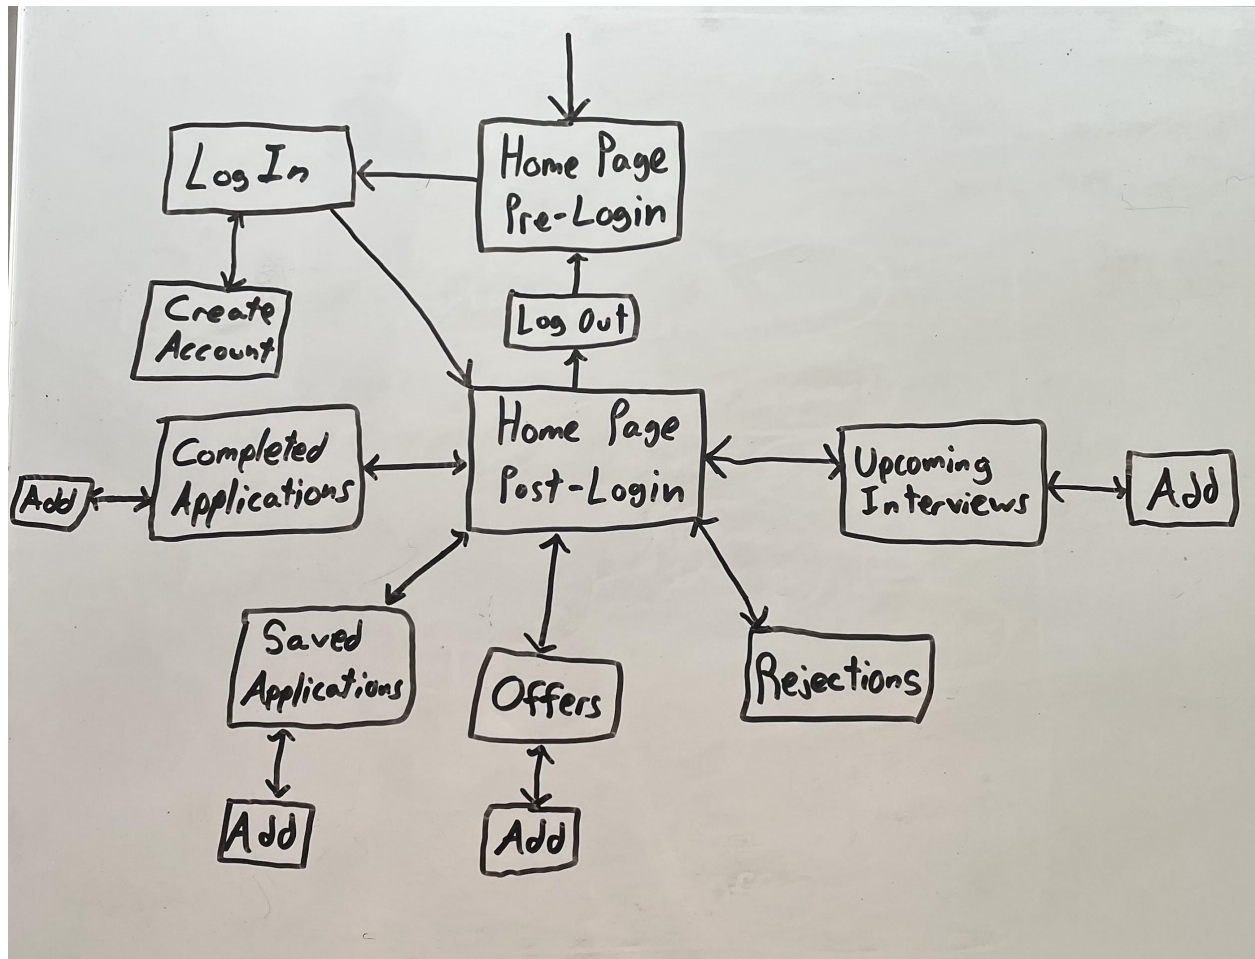 Log In
Home Page
Pre-Login
Create
Account
Log Out
Home Page
Post-Login
Completed
Applications
Add
Upcoming
Interviews
Add
Saved
Applications
Offers
Rejections
Add
Add